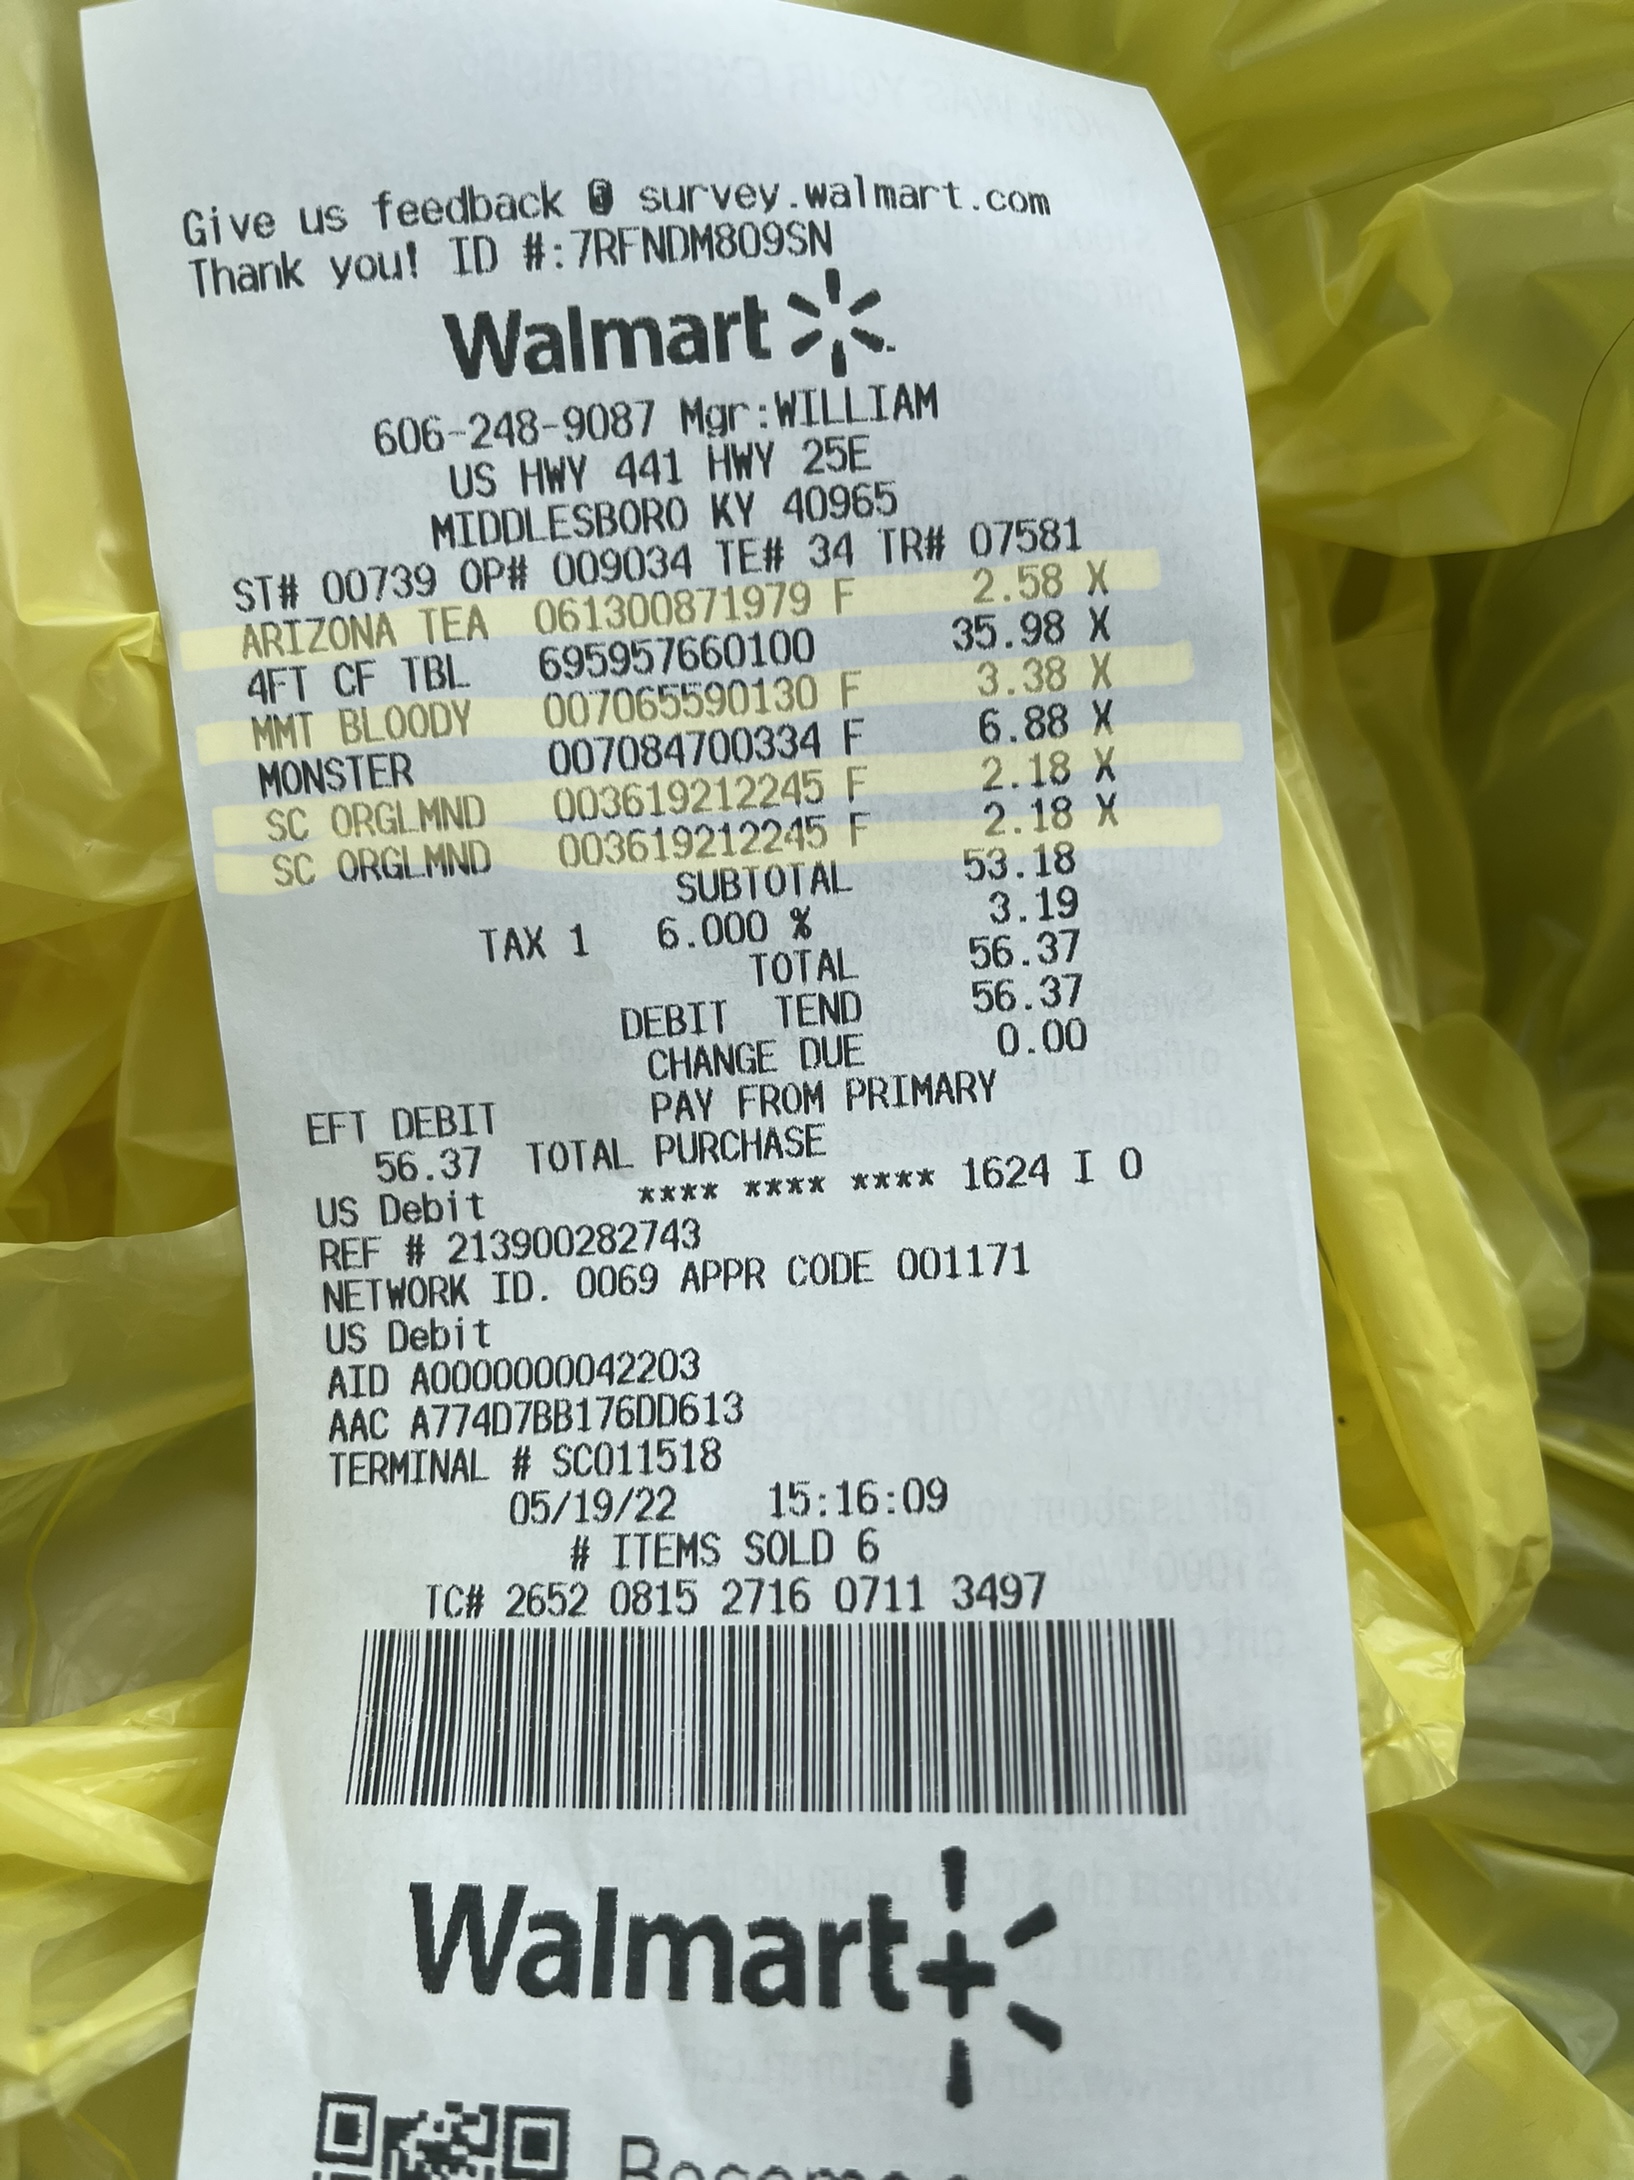 Give us feedback @ survey.walmart.com
Thank you! ID #:7RFNDM809SN
Walmart
606-248-9087 Mgr:WILLIAM
US HWY 441 HWY 25E
MIDDLESBORO KY 40965
ST# 00739 OP# 009034 TE# 34 TR# 07581
ARIZONA TEA 061300871979 F 2.58 X
4FT CF TBL 695957660100 35.98 X
MMT BLOODY 007065590130 F 3.38 X
MONSTER 007084700334 F 6.88 X
SC ORGLMND 003619212245 F 2.18 X
SC ORGLMND 003619212245 F 2.18 X
SUBTOTAL 53.18
TAX 1 6.000 % 3.19
TOTAL 56.37
DEBIT TEND 56.37
CHANGE DUE 0.00
EFT DEBIT PAY FROM PRIMARY
56.37 TOTAL PURCHASE
US Debit **** **** **** 1624 I 0
REF # 213900282743
NETWORK ID. 0069 APPR CODE 001171
US Debit
AID A0000000042203
AAC A774D7BB176DD613
TERMINAL # SC011518
05/19/22 15:16:09
# ITEMS SOLD 6
TC# 2652 0815 2716 0711 3497
Walmart+